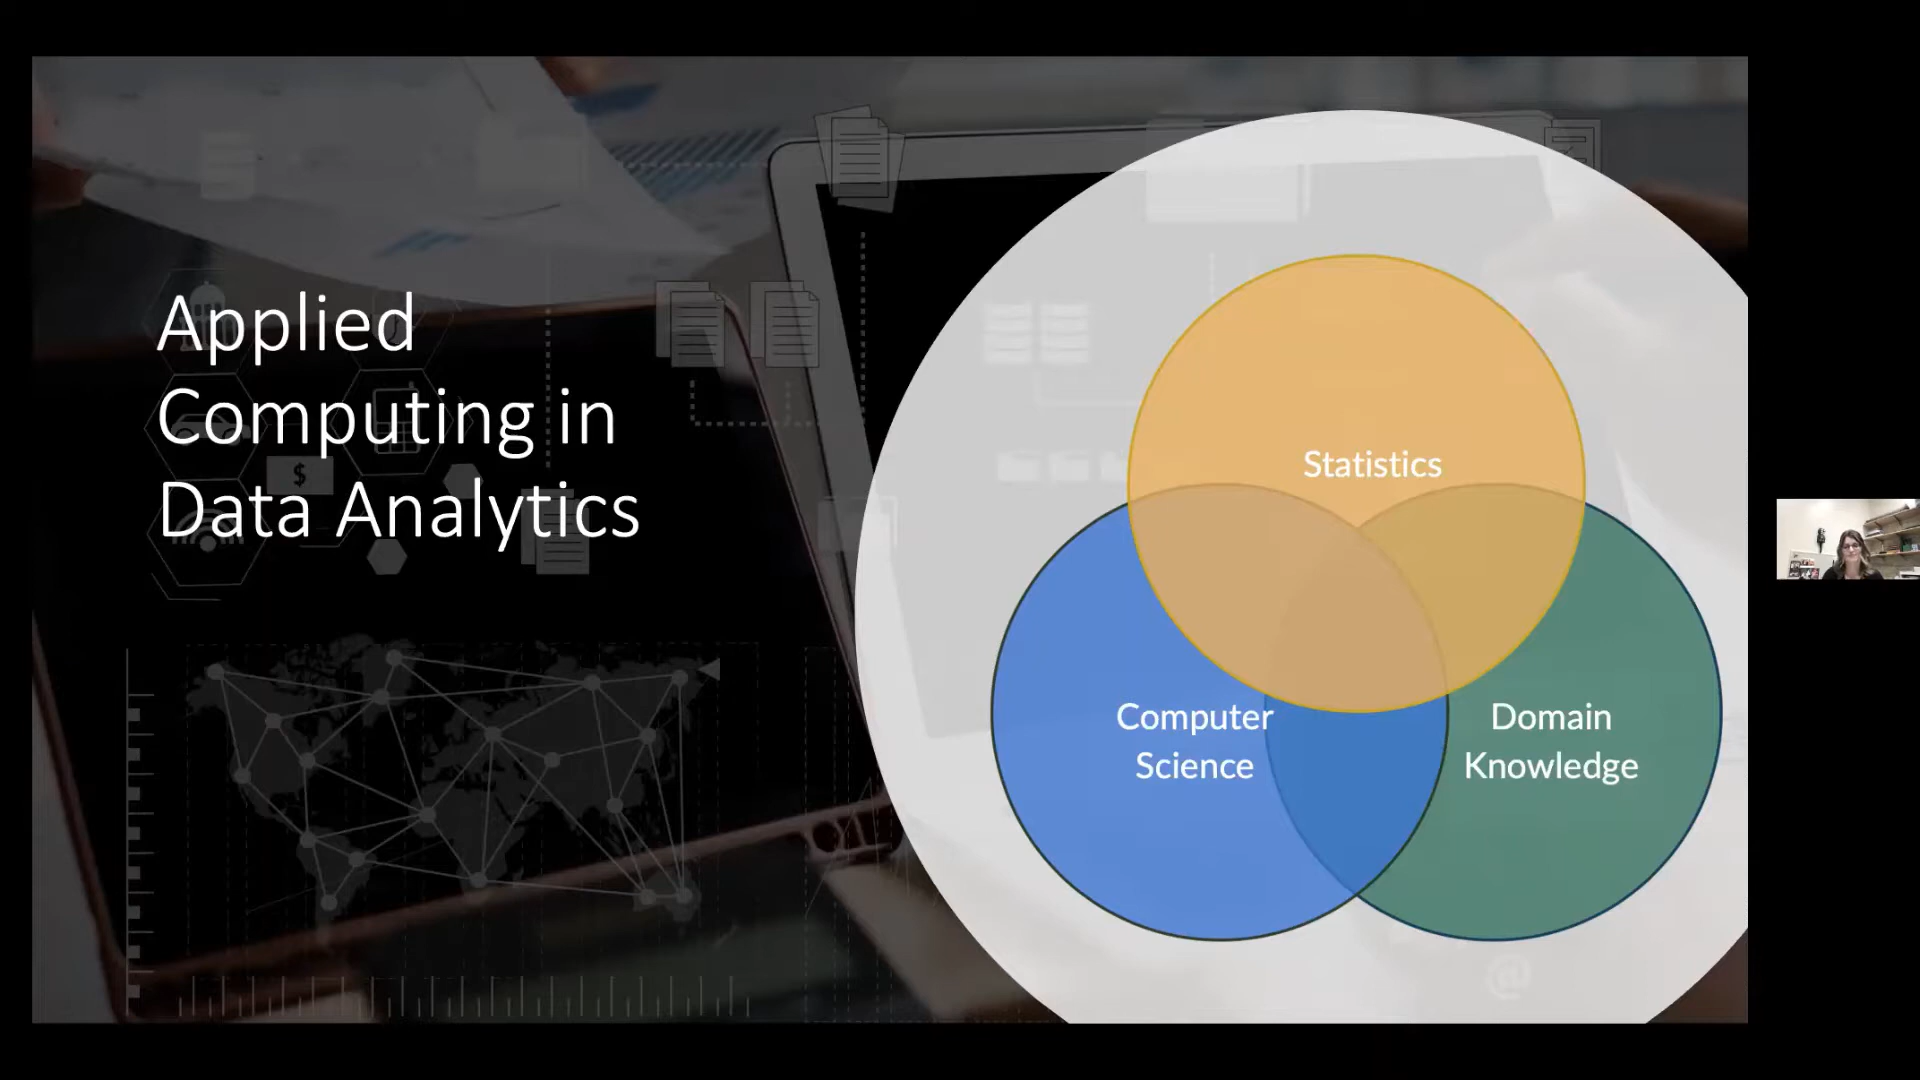 Applied
Computing in
Data Analytics
$
Statistics
Computer
Science
Domain
Knowledge
@